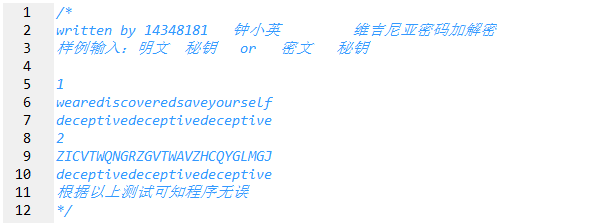 1 /*
2 written by 14348181 钟小英 维吉尼亚密码加解密
3 样例输入：明文 秘钥 or 密文 秘钥
4
5 1
6 wearediscoveredsaveyourself
7 deceptivedeceptivedeceptive
8 2
9 ZICVTWQNGRZGVTWAVZHCQYGLMGJ
10 deceptivedeceptivedeceptive
11 根据以上测试可知程序无误
12 */